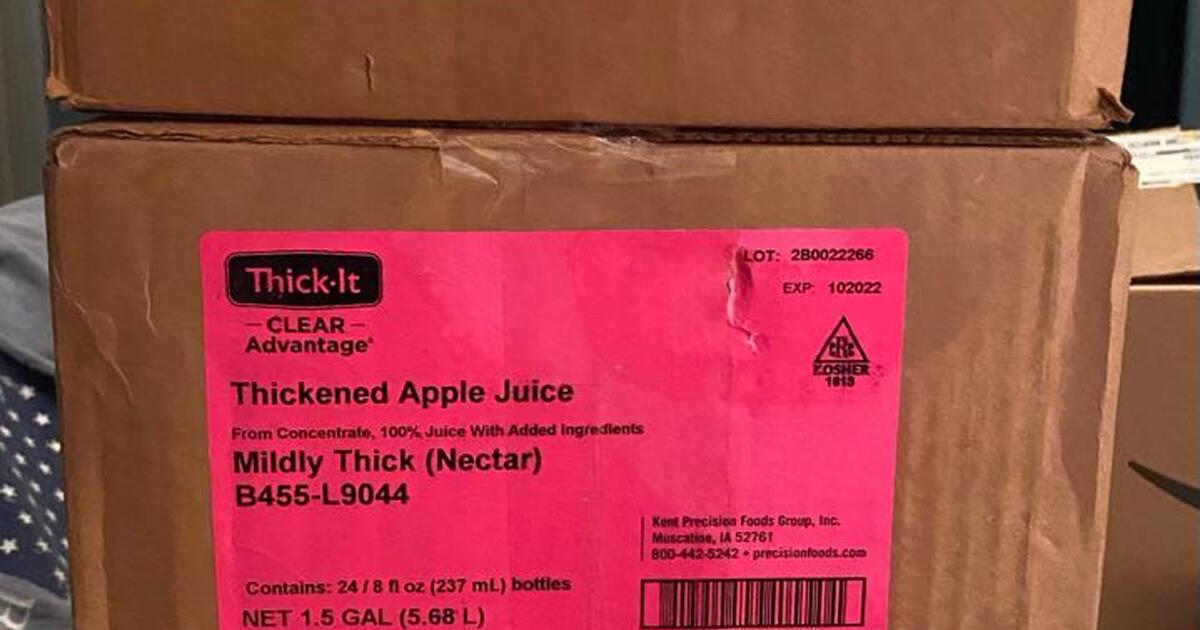 Thick·It
CLEAR
Advantage®
LOT: 2B0022266
EXP: 102022
KOSHER
1813
Thickened Apple Juice
From Concentrate, 100% Juice With Added Ingredients
Mildly Thick (Nectar)
B455-L9044
Kent Precision Foods Group, Inc.
Muscatine, IA 52761
800-442-5242 • precisionfoods.com
Contains: 24 / 8 fl oz (237 mL) bottles
NET 1.5 GAL (5.68 L)